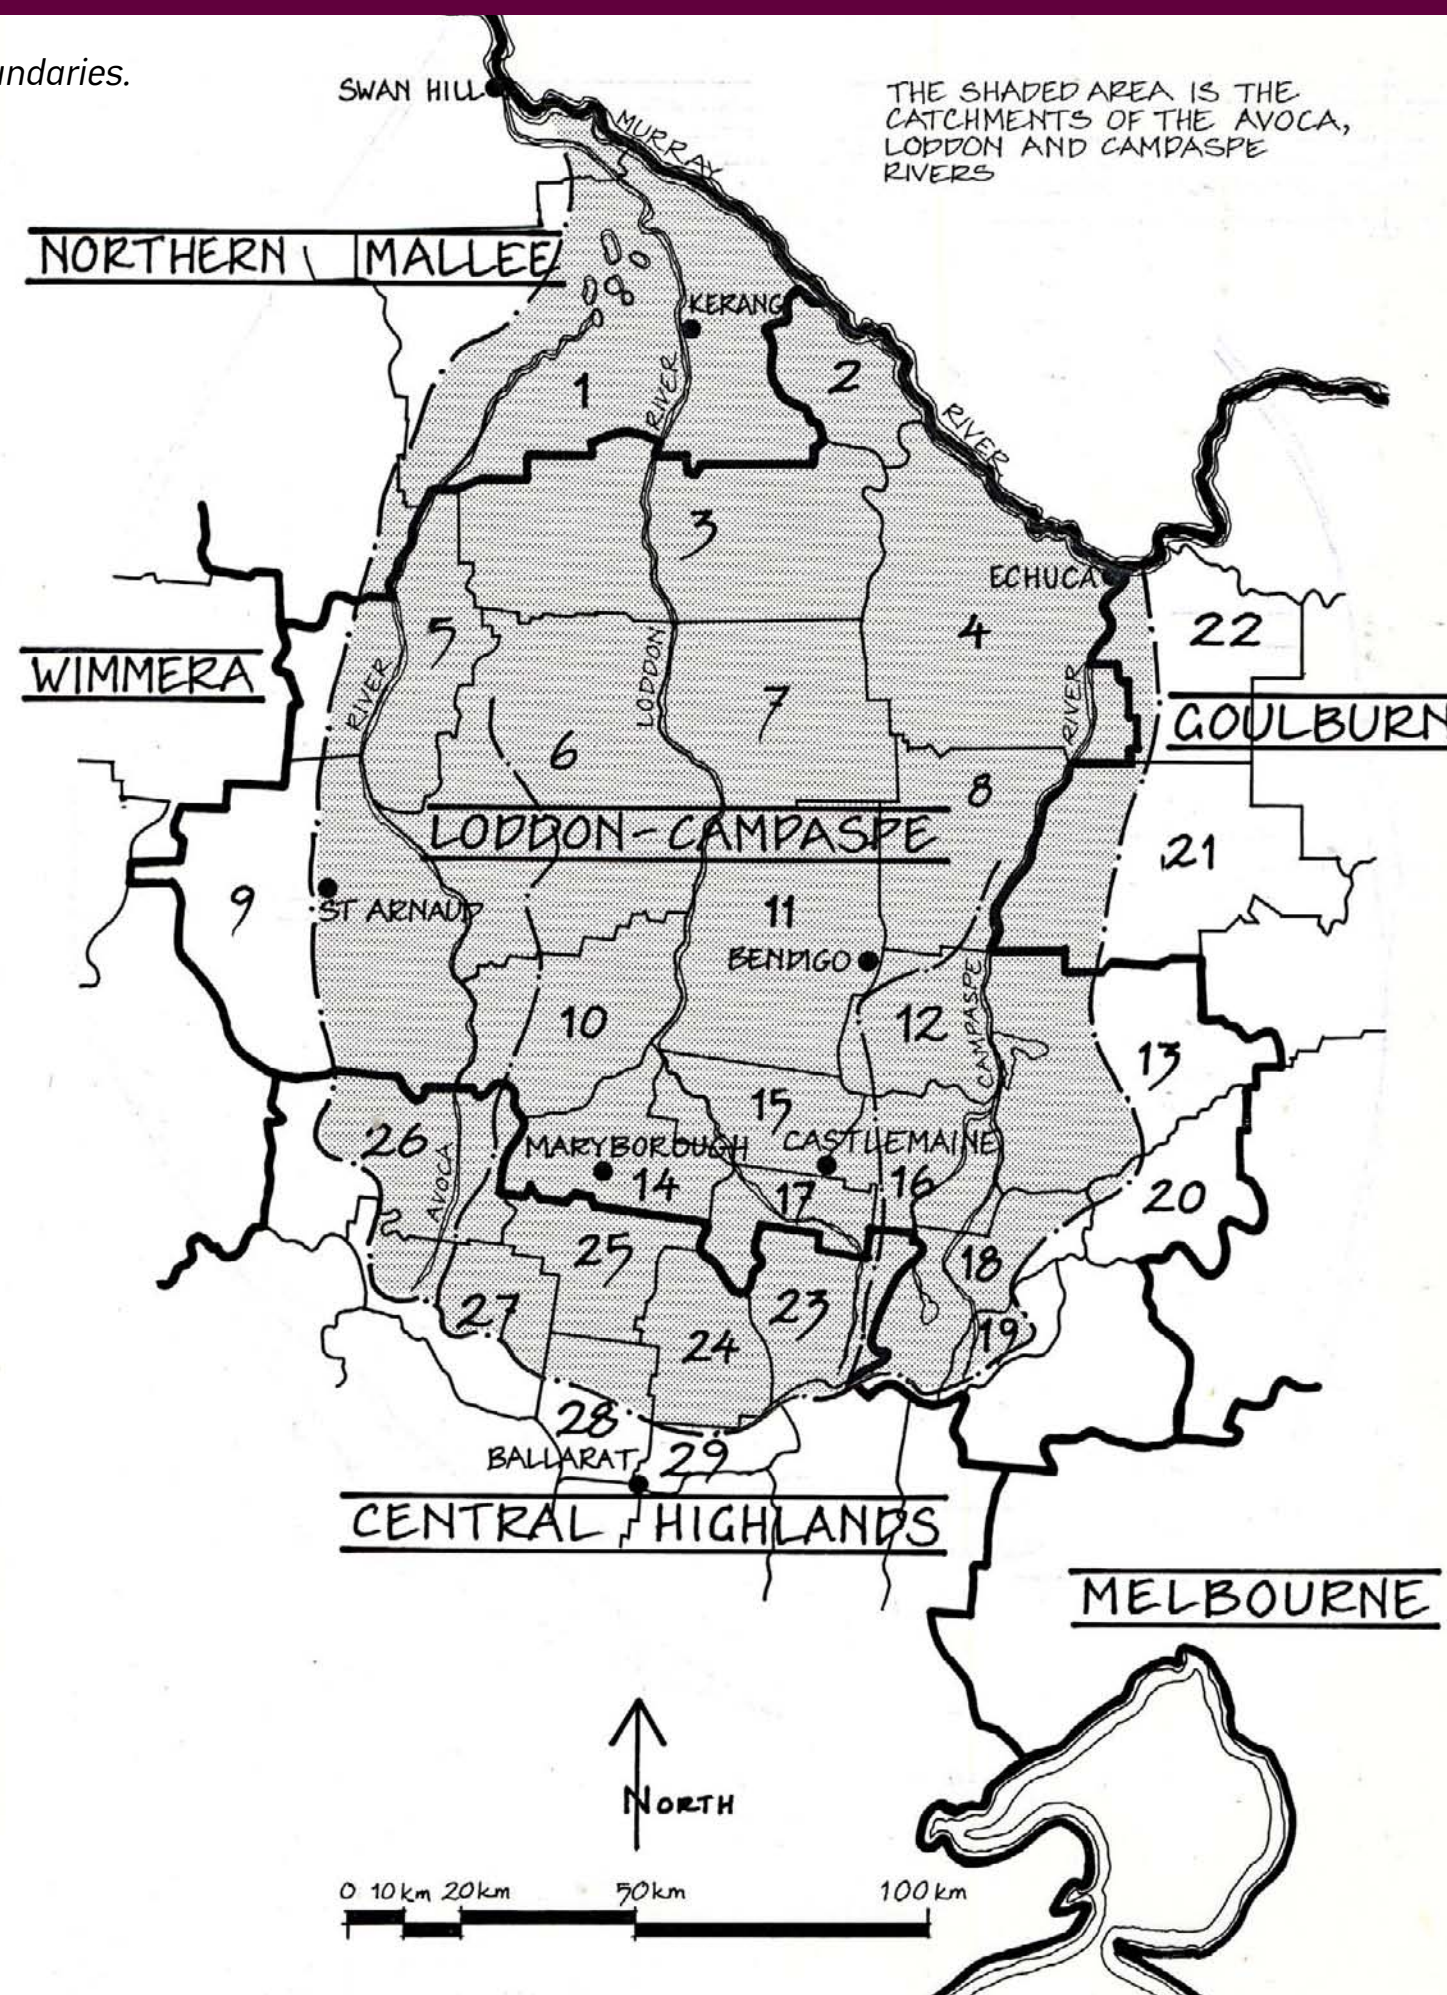 undaries.
SWAN HILL
THE SHADED AREA IS THE
CATCHMENTS OF THE AVOCA,
LODDON AND CAMPASPE
RIVERS
MURRAY
NORTHERN MALLEE
KERANG
1
2
RIVER
RIVER
3
ECHUCA
5
4
22
WIMMERA
RIVER
LODDON
7
RIVER
GOULBURN
6
8
LODDON-CAMPASPE
21
9
ST ARNAUD
11
BENDIGO
10
12
CAMPASPE
13
15
26
MARYBOROUGH
CASTLEMAINE
AVOCA
14
17
16
20
25
18
27
23
19
24
28
BALLARAT
29
CENTRAL HIGHLANDS
MELBOURNE
NORTH
0 10km 20km 50km 100km